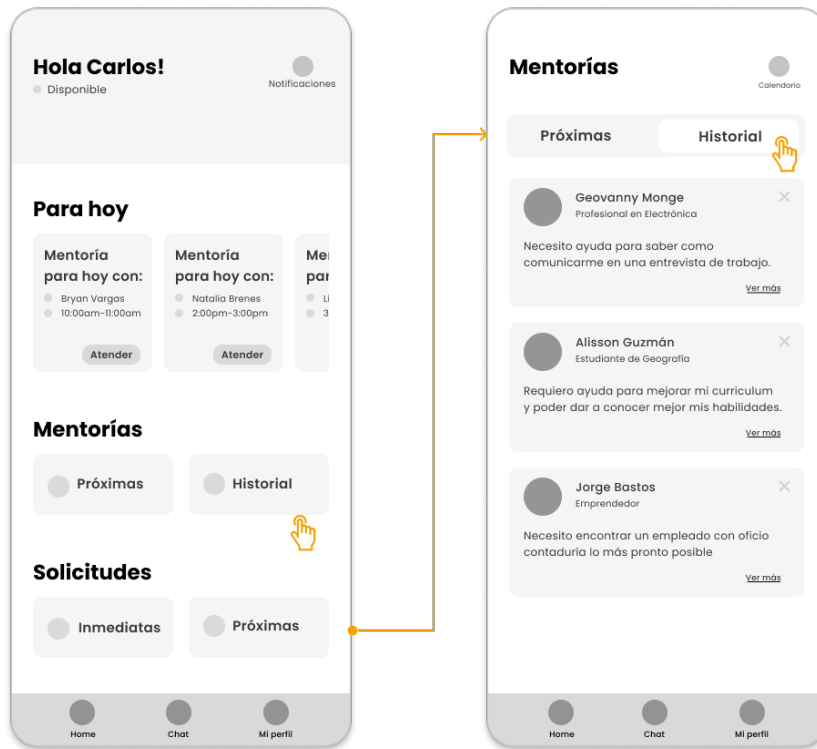 Hola Carlos!
Disponible
Notificaciones
Para hoy
Mentoría
para hoy con:
Bryan Vargas
10:00am-11:00am
Atender
Mentoría
para hoy con:
Natalia Brenes
2:00pm-3:00pm
Atender
Mentorías
Próximas
Historial
Solicitudes
Inmediatas
Próximas
Home
Chat
Mi perfil
Mentorías
Calendario
Próximas
Historial
Geovanny Monge
Profesional en Electrónica
Necesito ayuda para saber como
comunicarme en una entrevista de trabajo.
Ver más
Alisson Guzmán
Estudiante de Geografía
Requiero ayuda para mejorar mi curriculum
y poder dar a conocer mejor mis habilidades.
Ver más
Jorge Bastos
Emprendedor
Necesito encontrar un empleado con oficio
contaduría lo más pronto posible
Ver más
Home
Chat
Mi perfil